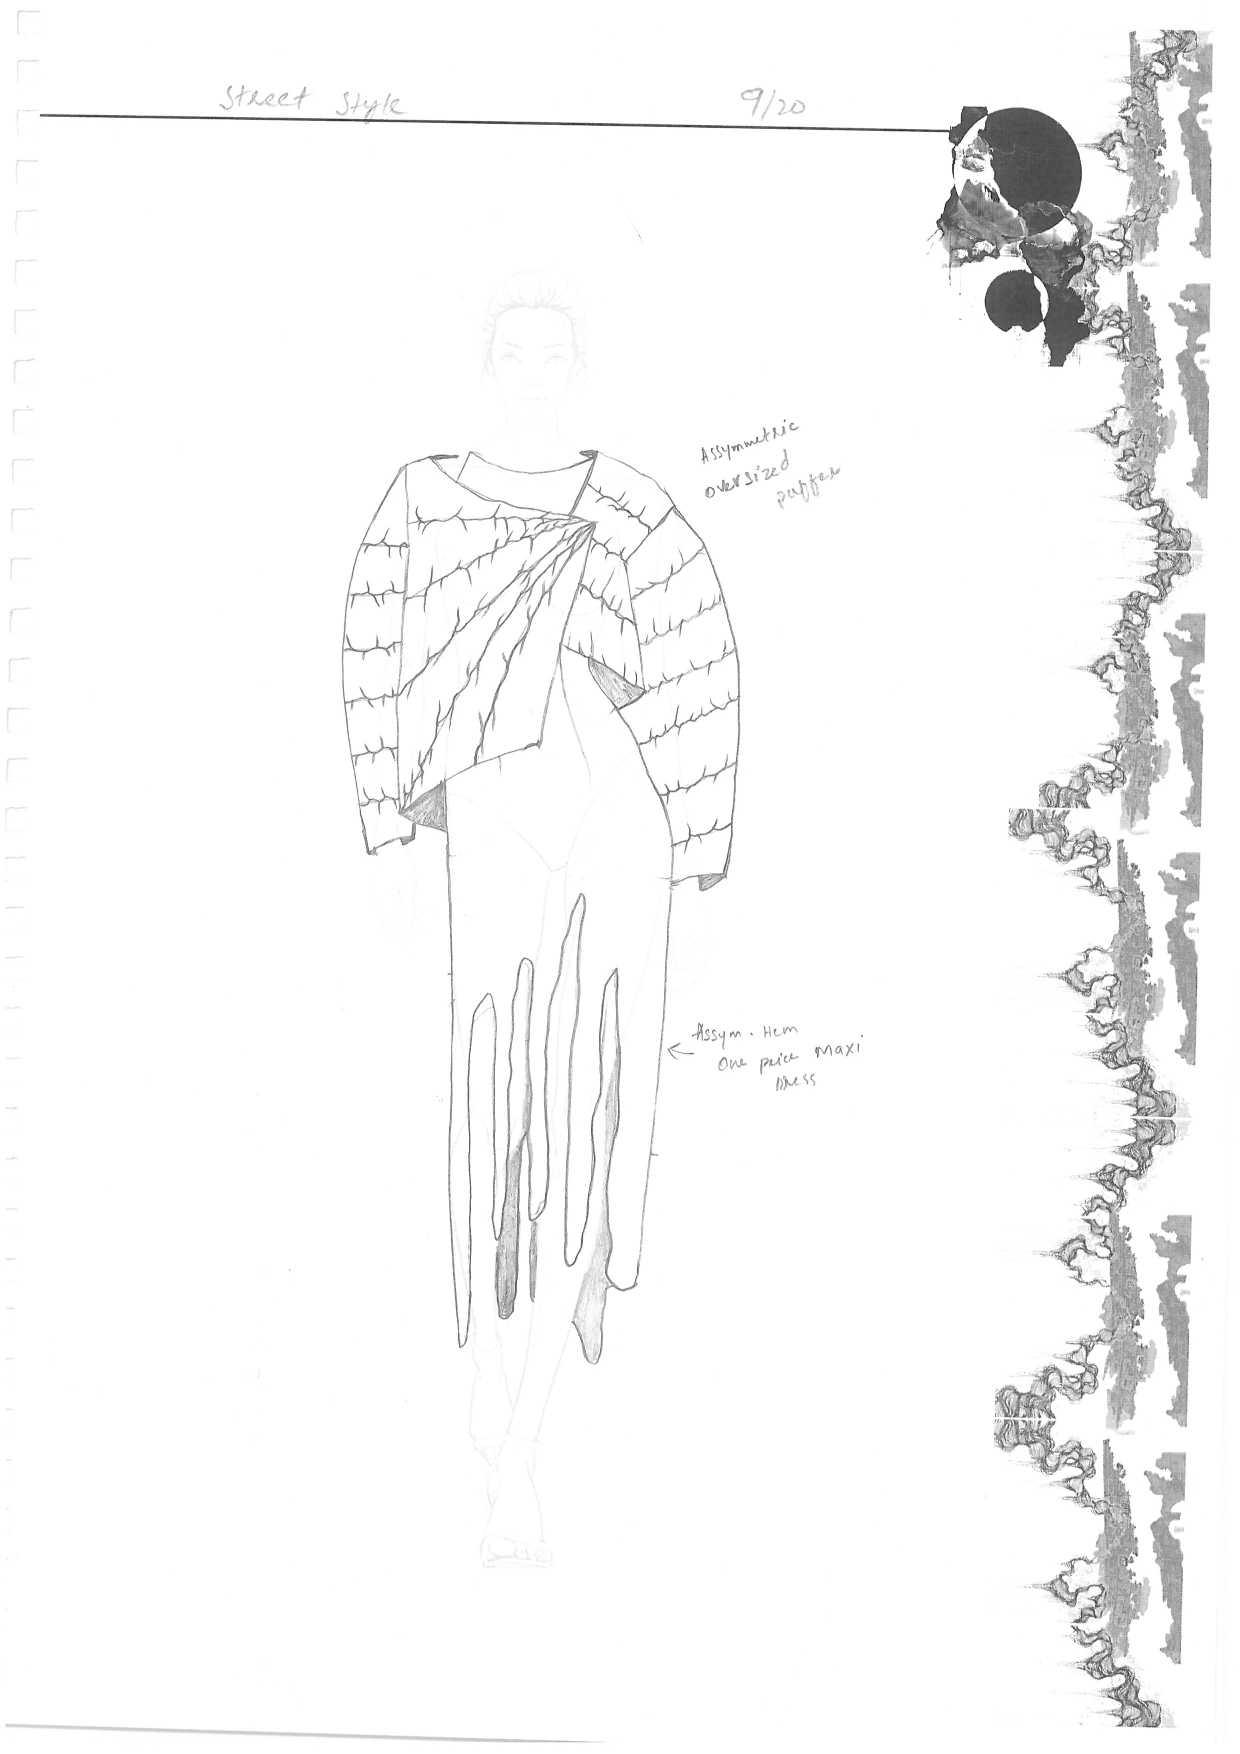 Street Style
9/20
Assymmetric
oversized
puffer
Assym. Hem
One peice Maxi
Dress